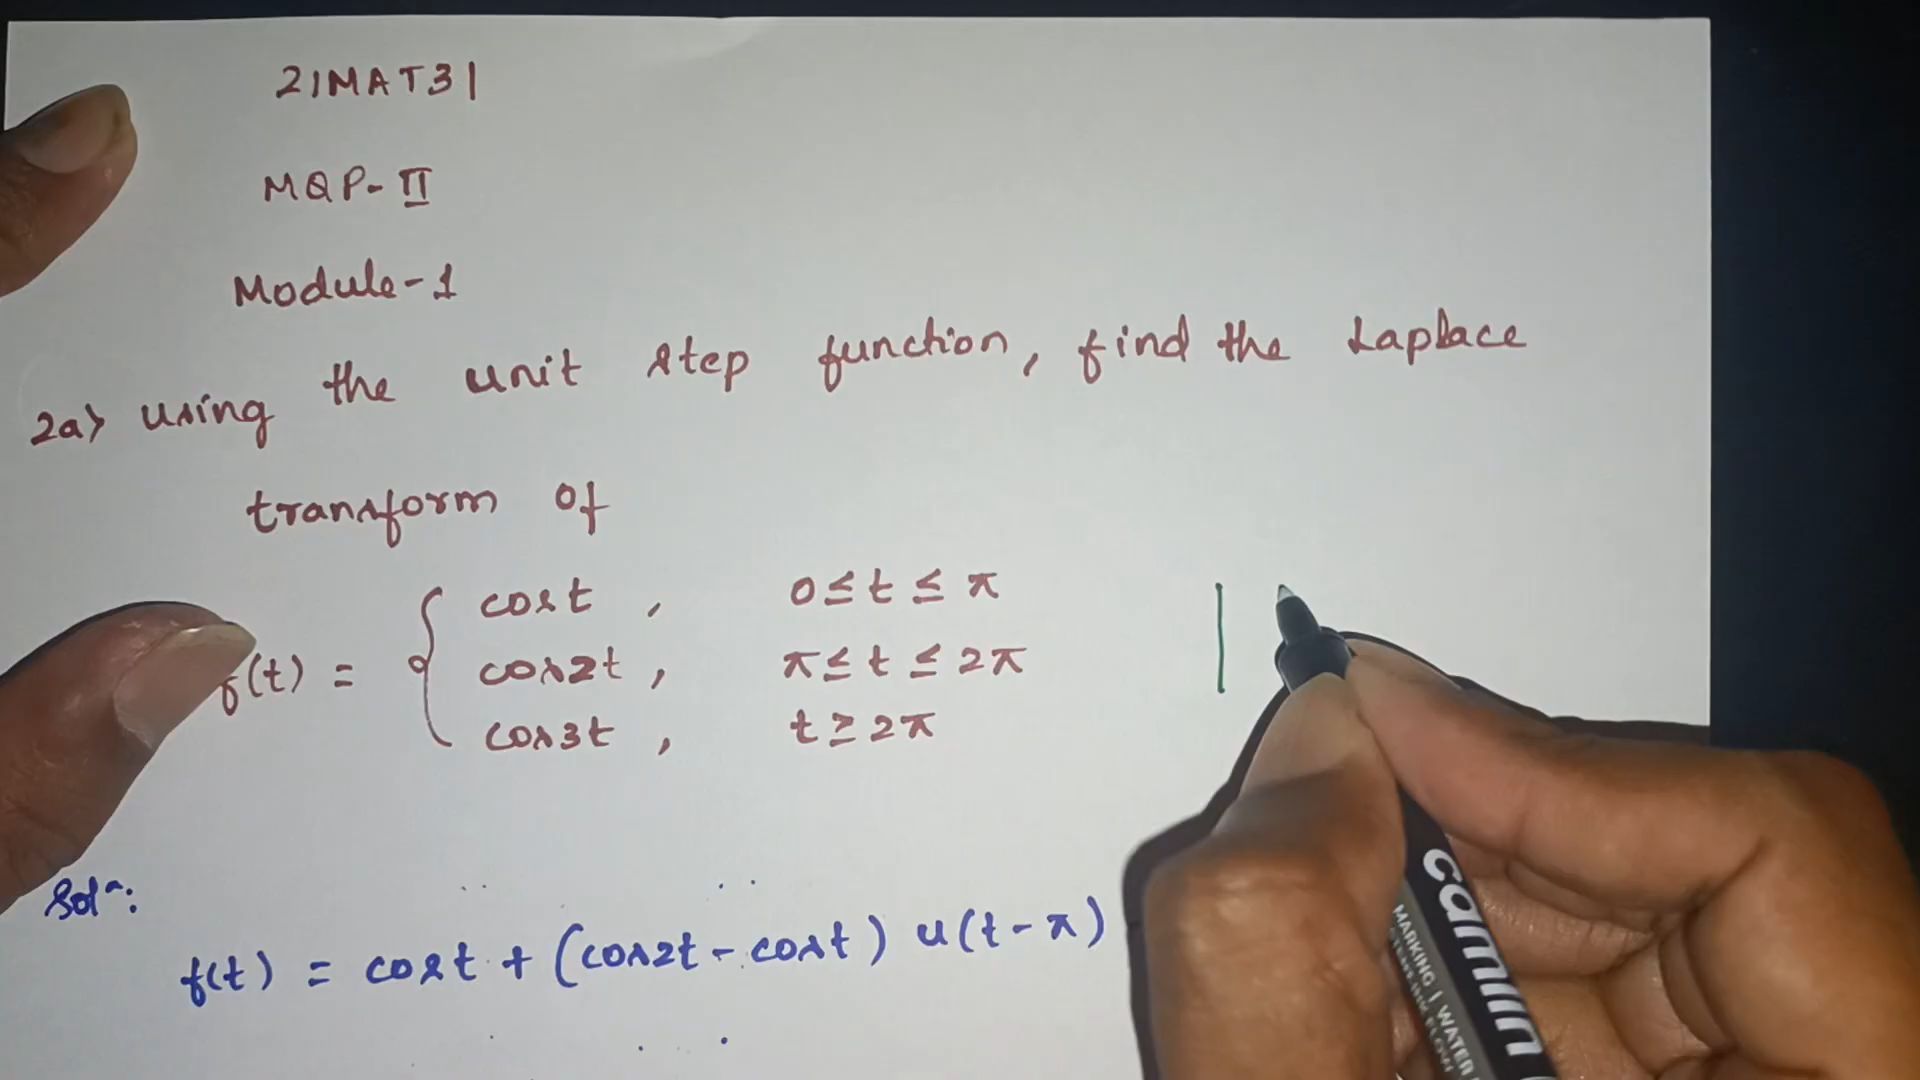 21MAT31
MQP-II
Module-1
2a) using the unit step function, find the Laplace
transform of
f(t) = { cost , 0≤t≤π
cos2t , π≤t≤2π
cos3t , t≥2π
Solⁿ:
f(t) = cost + (cos2t - cost) u(t-π)
camlin
MARKING | WATER